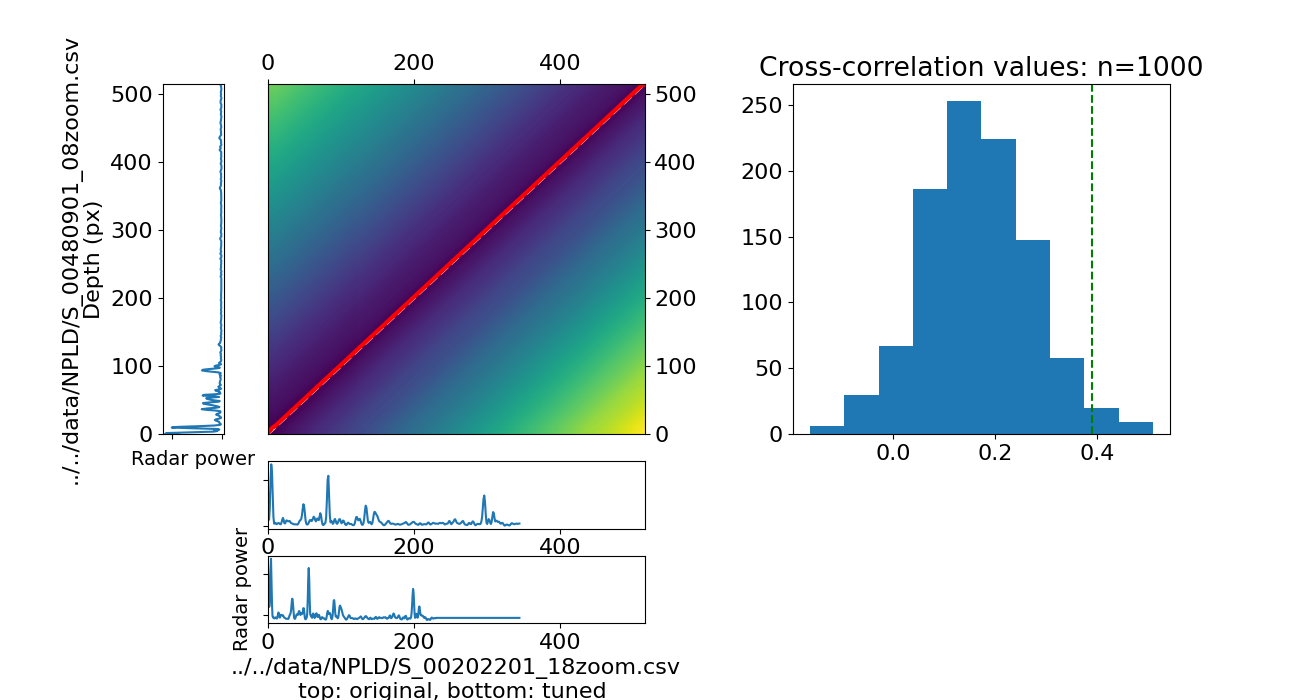 Cross-correlation values: n=1000
0 200 400
../../data/NPLD/S_00480901_08zoom.csv
Depth (px)
500
400
300
200
100
0
Radar power
500
400
300
200
100
0
250
200
150
100
50
0
0.0 0.2 0.4
0 200 400
Radar power
0 200 400
../../data/NPLD/S_00202201_18zoom.csv
top: original, bottom: tuned